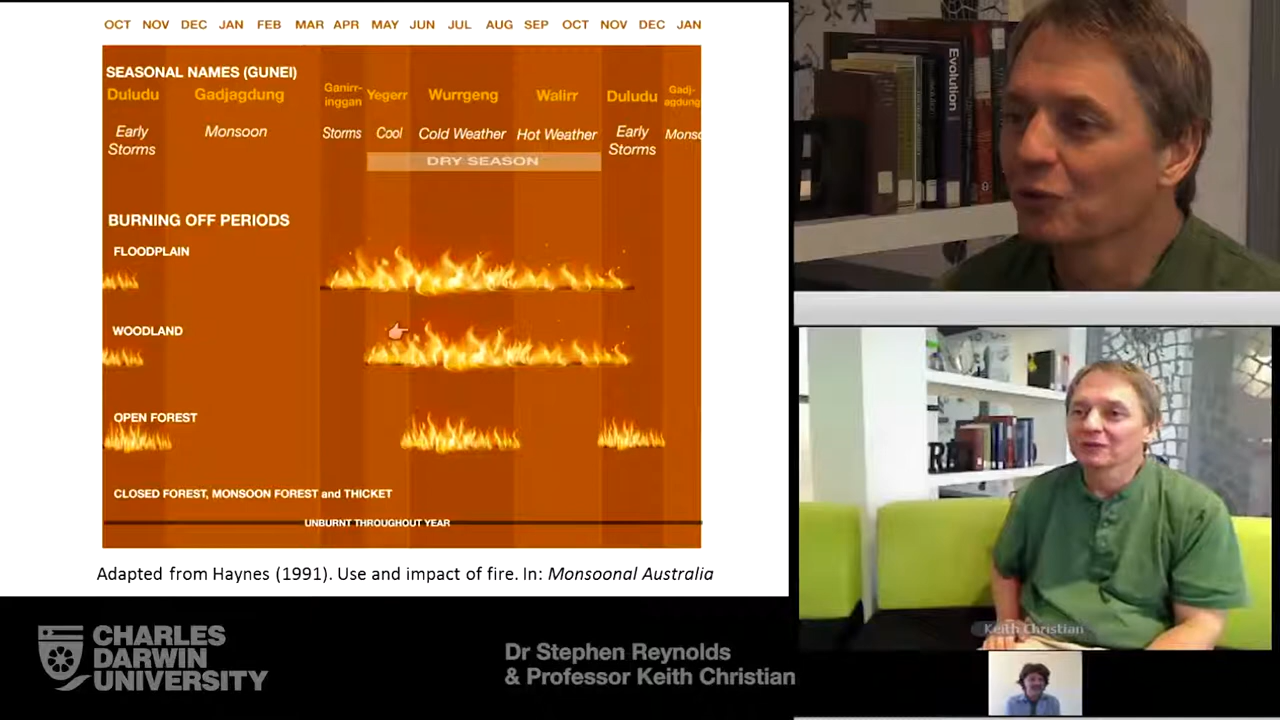 OCT NOV DEC JAN FEB MAR APR MAY JUN JUL AUG SEP OCT NOV DEC JAN
SEASONAL NAMES (GUNEI)
Duludu Gadjagdung Ganirr-inggan Yegerr Wurrgeng Walirr Duludu Gadj-agdung
Early Storms Monsoon Storms Cool Cold Weather Hot Weather Early Storms Monso
DRY SEASON
BURNING OFF PERIODS
FLOODPLAIN
WOODLAND
OPEN FOREST
CLOSED FOREST, MONSOON FOREST and THICKET
UNBURNT THROUGHOUT YEAR
Adapted from Haynes (1991). Use and impact of fire. In: Monsoonal Australia
CHARLES
DARWIN
UNIVERSITY
Dr Stephen Reynolds
& Professor Keith Christian
Evolution
Keith Christian